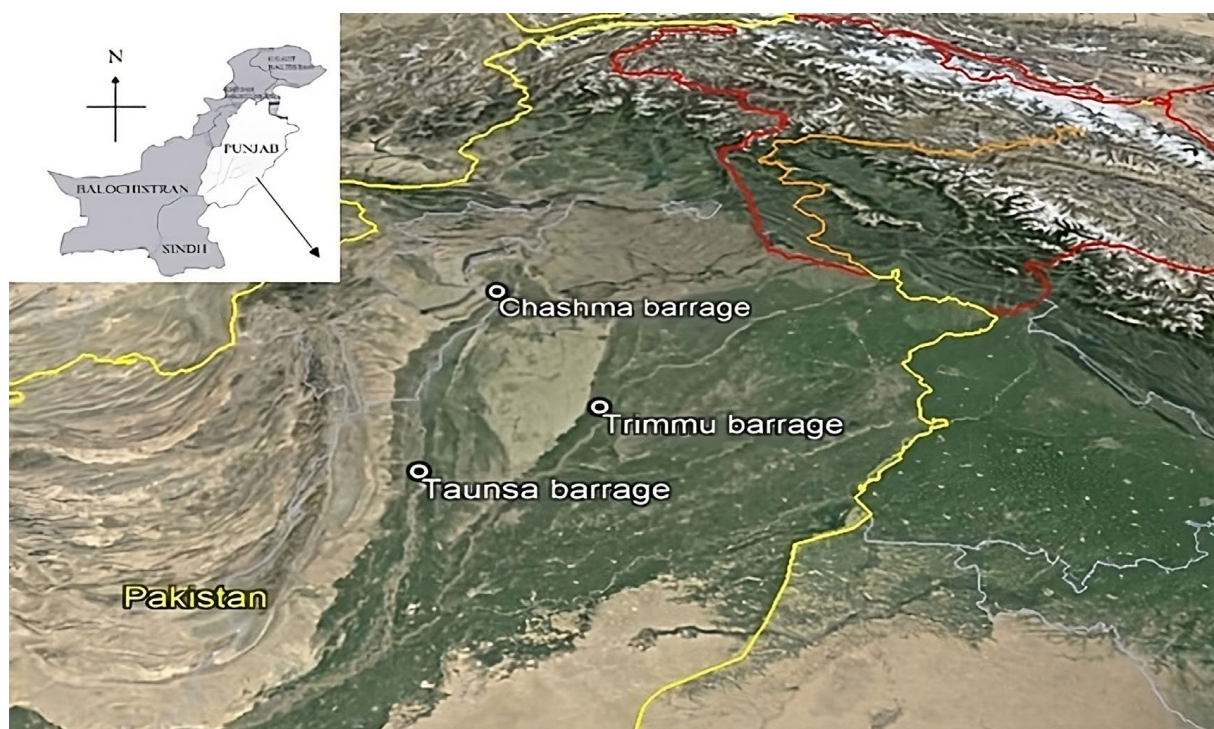 N
PUNJAB
BALOCHISTRAN
SINDH
Chashma barrage
Trimmu barrage
Taunsa barrage
Pakistan